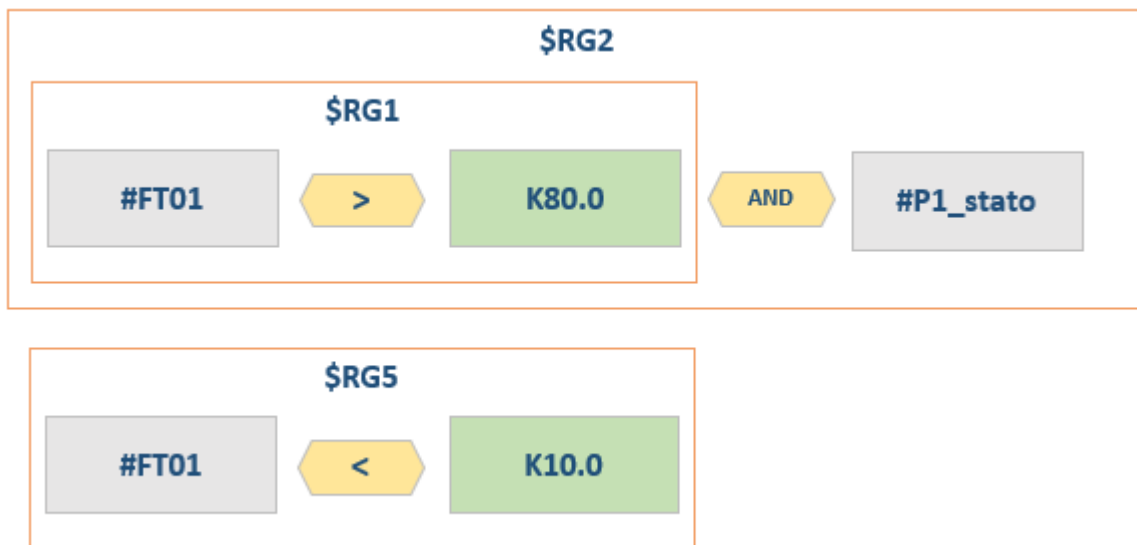 $RG2
$RG1
#FT01 > K80.0 AND #P1_stato
$RG5
#FT01 < K10.0